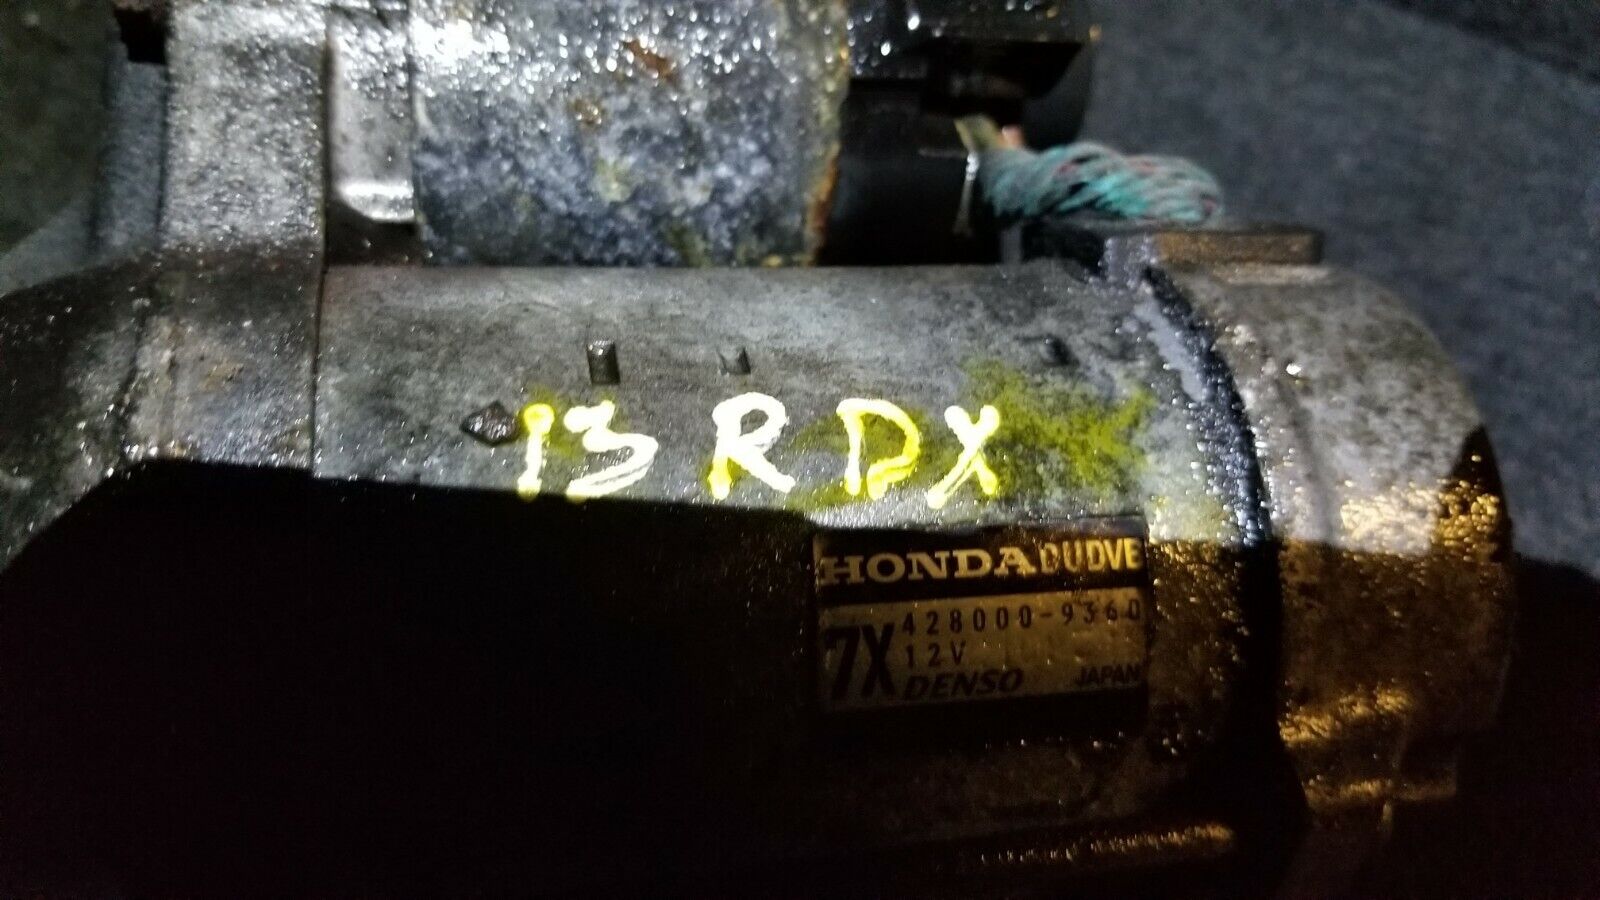 13 RDX
HONDA DUDVE
7X 428000-9360
12V
DENSO JAPAN